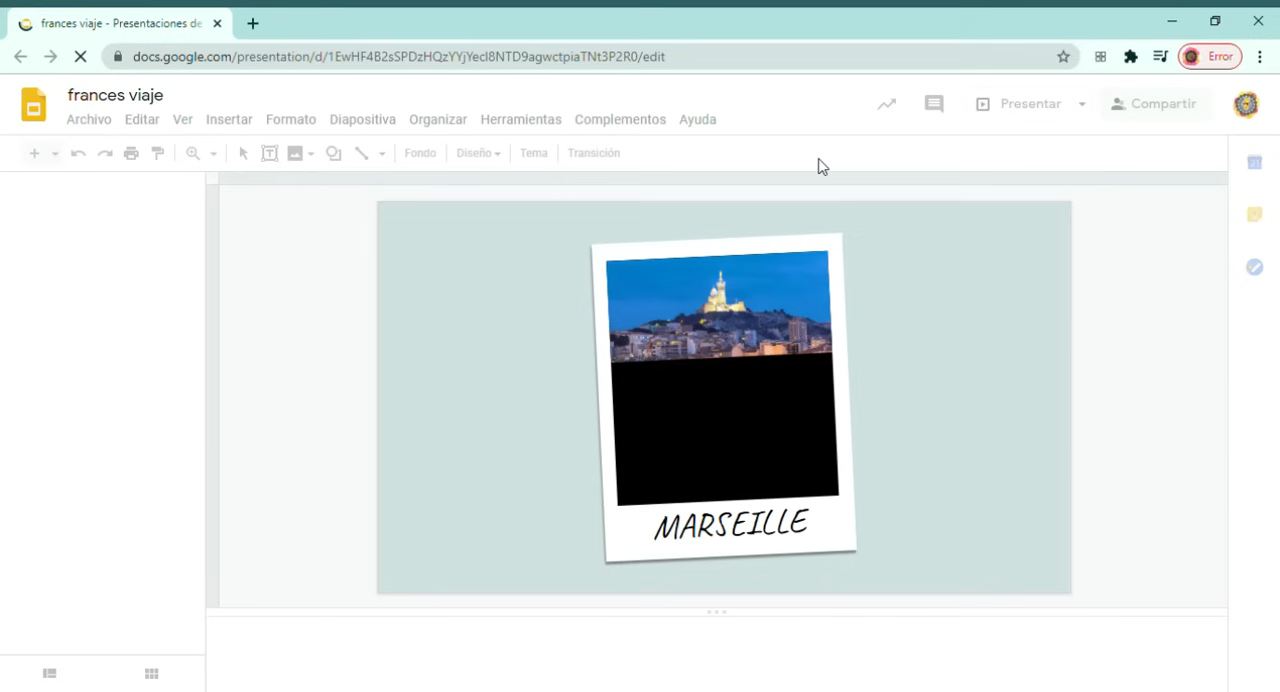 frances viaje - Presentaciones de
docs.google.com/presentation/d/1EwHF4B2sSPDzHQzYYjYecI8NTD9agwctpiaTNt3P2R0/edit
Error
frances viaje
Archivo Editar Ver Insertar Formato Diapositiva Organizar Herramientas Complementos Ayuda
Presentar
Compartir
Fondo Diseño Tema Transición
MARSEILLE